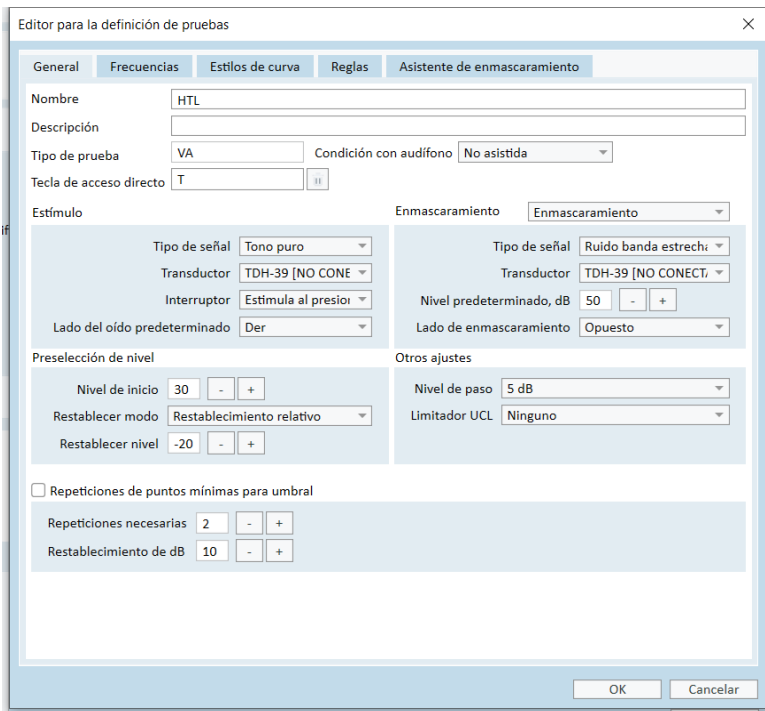 Editor para la definición de pruebas
General Frecuencias Estilos de curva Reglas Asistente de enmascaramiento
Nombre HTL
Descripción
Tipo de prueba VA Condición con audífono No asistida
Tecla de acceso directo T
Estímulo
Tipo de señal Tono puro
Transductor TDH-39 [NO CONE
Interruptor Estimula al presion
Lado del oído predeterminado Der
Enmascaramiento Enmascaramiento
Tipo de señal Ruido banda estrecha
Transductor TDH-39 [NO CONECTA
Nivel predeterminado, dB 50 - +
Lado de enmascaramiento Opuesto
Preselección de nivel
Nivel de inicio 30 - +
Restablecer modo Restablecimiento relativo
Restablecer nivel -20 - +
Otros ajustes
Nivel de paso 5 dB
Limitador UCL Ninguno
Repeticiones de puntos mínimas para umbral
Repeticiones necesarias 2 - +
Restablecimiento de dB 10 - +
OK Cancelar